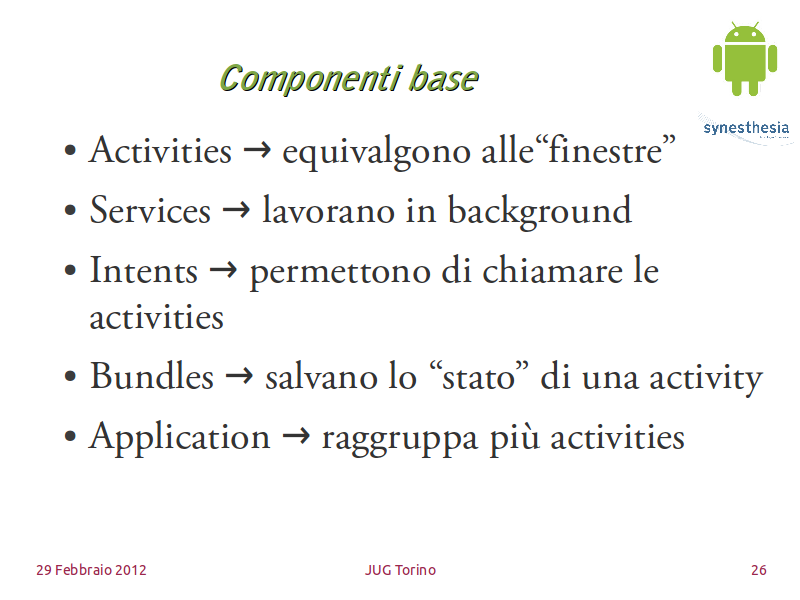 Componenti base
synesthesia
• Activities → equivalgono alle“finestre”
• Services → lavorano in background
• Intents → permettono di chiamare le
activities
• Bundles → salvano lo “stato” di una activity
• Application → raggruppa più activities
29 Febbraio 2012
JUG Torino
26